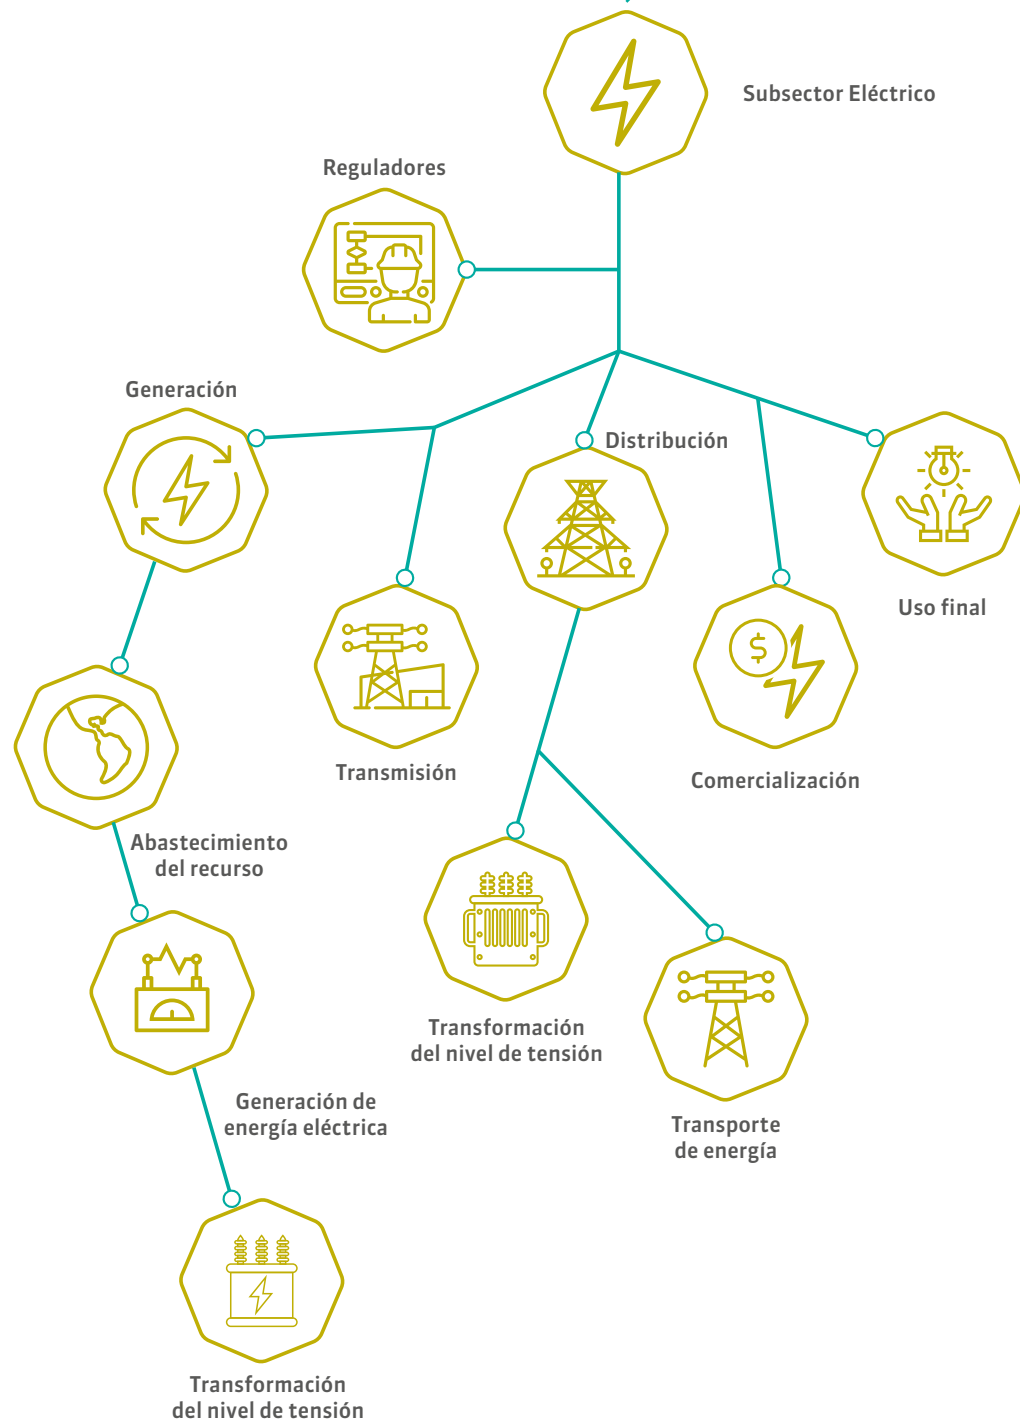 Subsector Eléctrico
Reguladores
Generación
Distribución
Uso final
Transmisión
Comercialización
Abastecimiento
del recurso
Transformación
del nivel de tensión
Generación de
energía eléctrica
Transporte
de energía
Transformación
del nivel de tensión